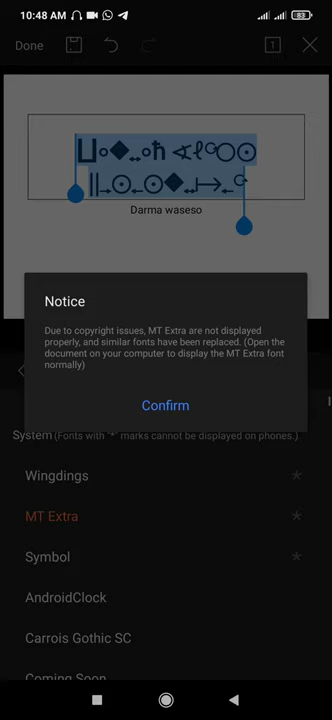 10:48 AM
83
Done
1
Darma waseso
Notice
Due to copyright issues, MT Extra are not displayed
properly, and similar fonts have been replaced. (Open the
document on your computer to display the MT Extra font
normally)
Confirm
System (Fonts with "*" marks cannot be displayed on phones.)
Wingdings *
MT Extra *
Symbol *
AndroidClock
Carrois Gothic SC
Coming Soon